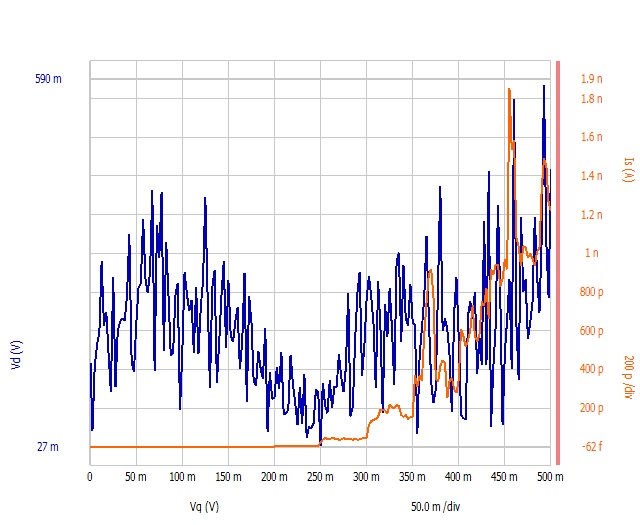 590 m
27 m
Vd (V)
1.9 n
1.8 n
1.6 n
1.4 n
1.2 n
1 n
800 p
600 p
400 p
200 p
-62 f
Is (A)
200 p /div
0
50 m
100 m
150 m
200 m
250 m
300 m
350 m
400 m
450 m
500 m
Vg (V)
50.0 m /div